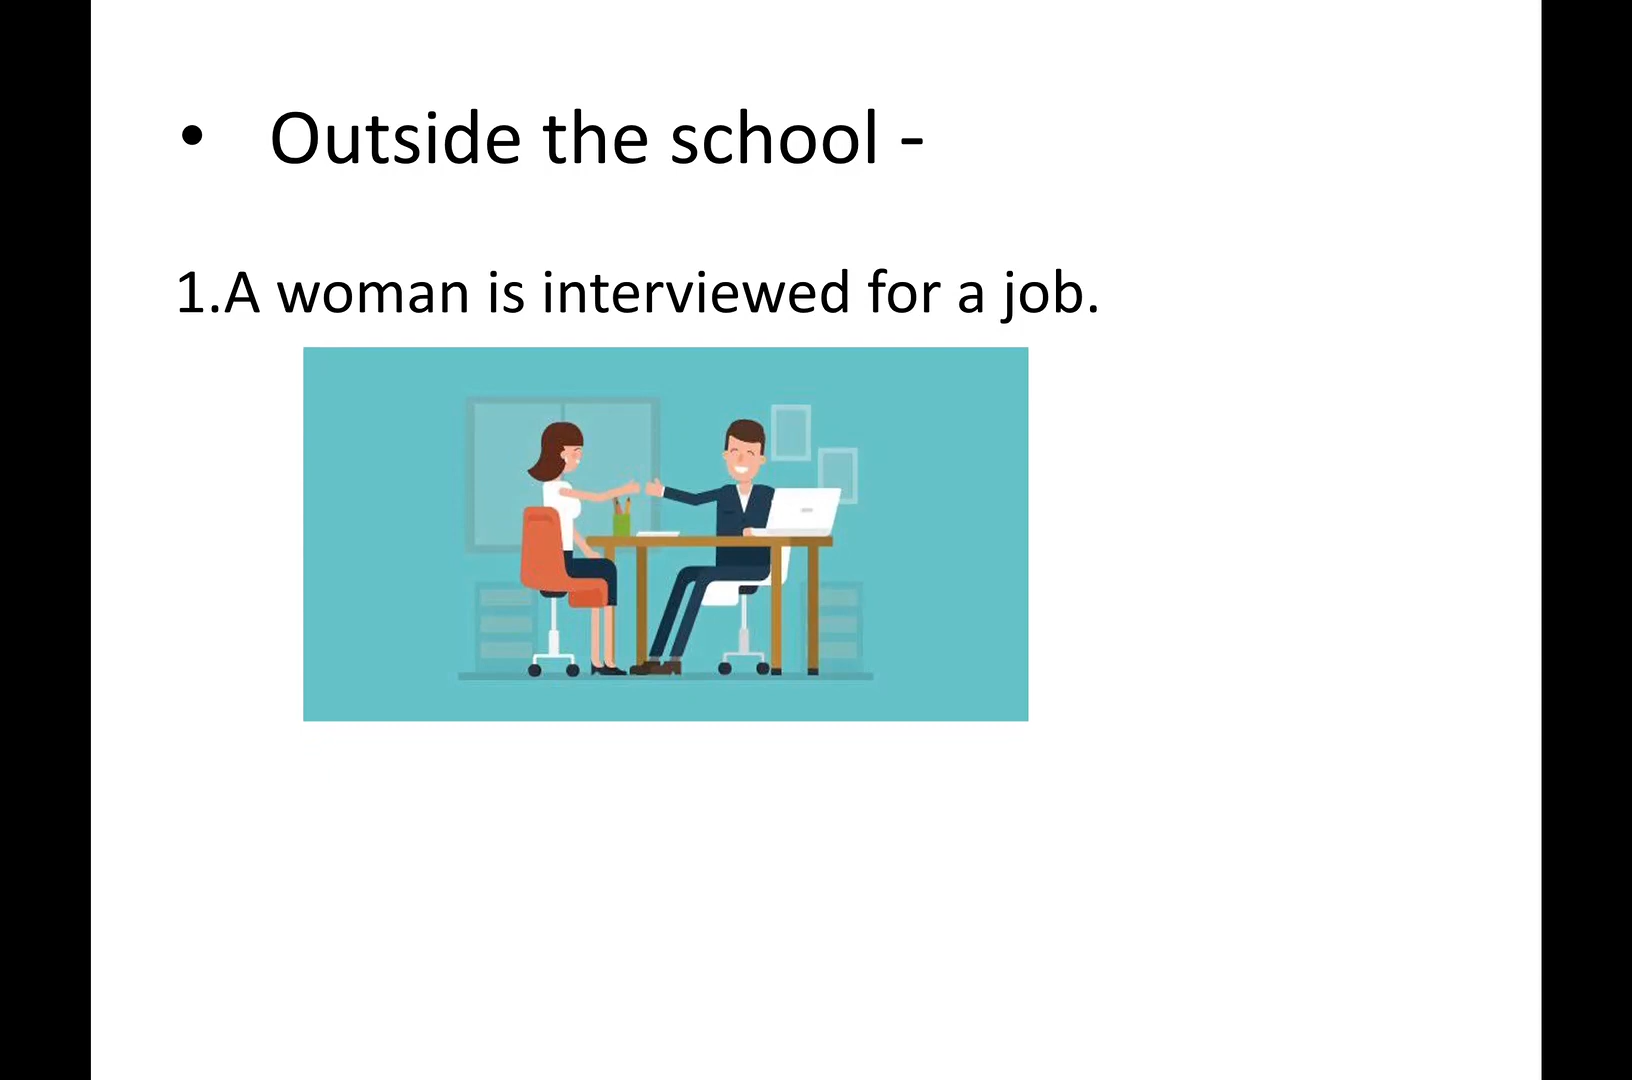 • Outside the school -
1.A woman is interviewed for a job.